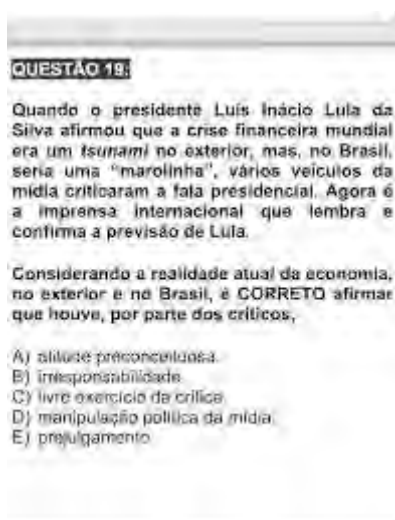 QUESTÃO 19:
Quando o presidente Luís Inácio Lula da
Silva afirmou que a crise financeira mundial
era um tsunami no exterior, mas, no Brasil,
seria uma "marolinha", vários veículos da
mídia criticaram a fala presidencial. Agora é
a imprensa internacional que lembra e
confirma a previsão de Lula.
Considerando a realidade atual da economia,
no exterior e no Brasil, é CORRETO afirmar
que houve, por parte dos críticos,
A) atitude preconceituosa.
B) irresponsabilidade.
C) livre exercício da crítica.
D) manipulação política da mídia.
E) prejulgamento.